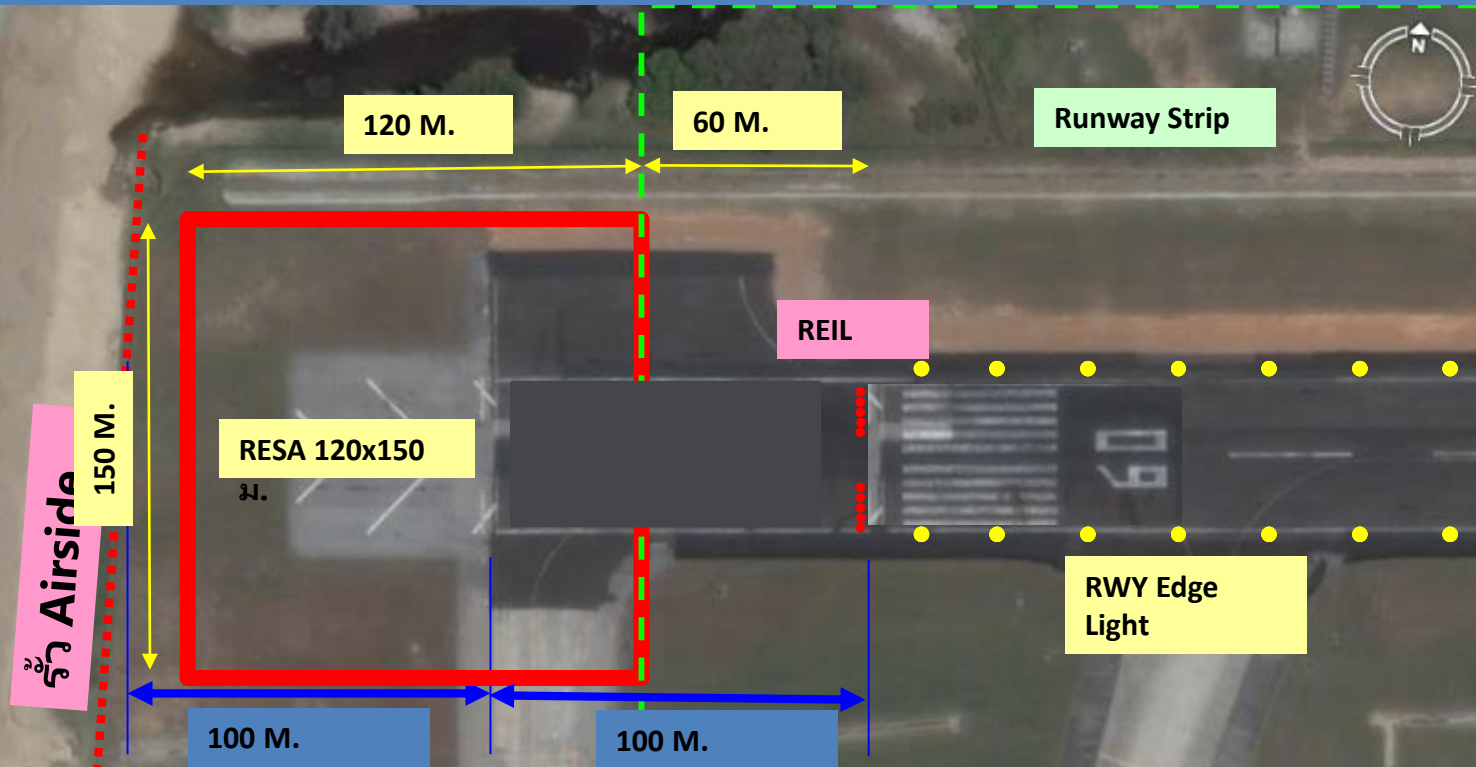 120 M.
60 M.
Runway Strip
N
REIL
150 M.
RESA 120x150
ม.
รั้ว Airside
RWY Edge
Light
100 M.
100 M.